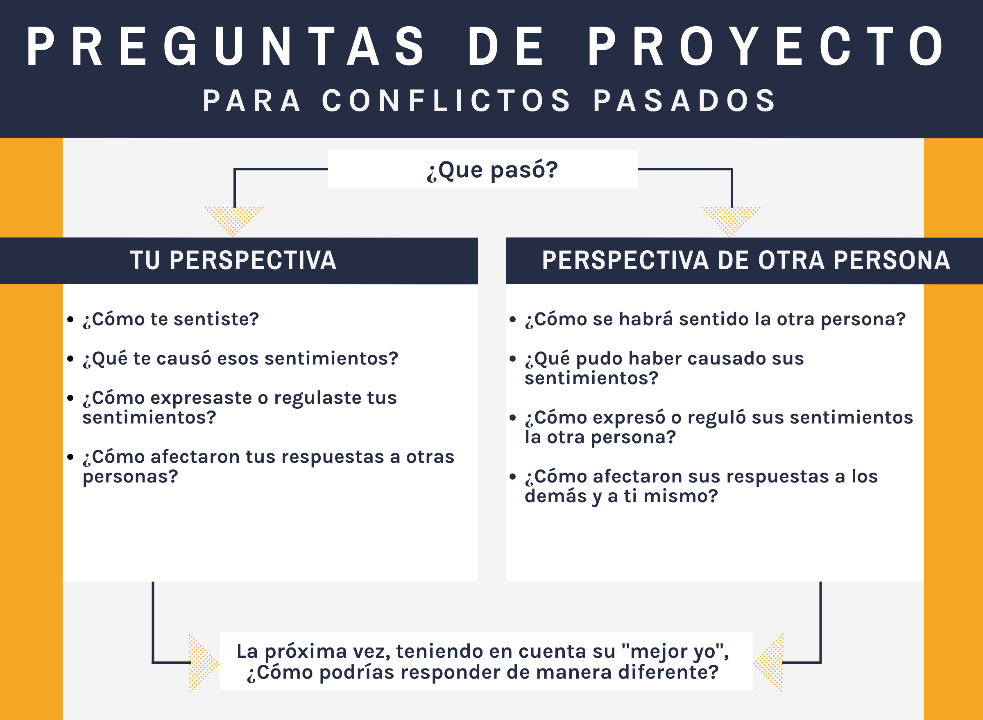 PREGUNTAS DE PROYECTO
PARA CONFLICTOS PASADOS
¿Que pasó?
TU PERSPECTIVA
• ¿Cómo te sentiste?
• ¿Qué te causó esos sentimientos?
• ¿Cómo expresaste o regulaste tus
sentimientos?
• ¿Cómo afectaron tus respuestas a otras
personas?
PERSPECTIVA DE OTRA PERSONA
• ¿Cómo se habrá sentido la otra persona?
• ¿Qué pudo haber causado sus
sentimientos?
• ¿Cómo expresó o reguló sus sentimientos
la otra persona?
• ¿Cómo afectaron sus respuestas a los
demás y a ti mismo?
La próxima vez, teniendo en cuenta su "mejor yo",
¿Cómo podrías responder de manera diferente?